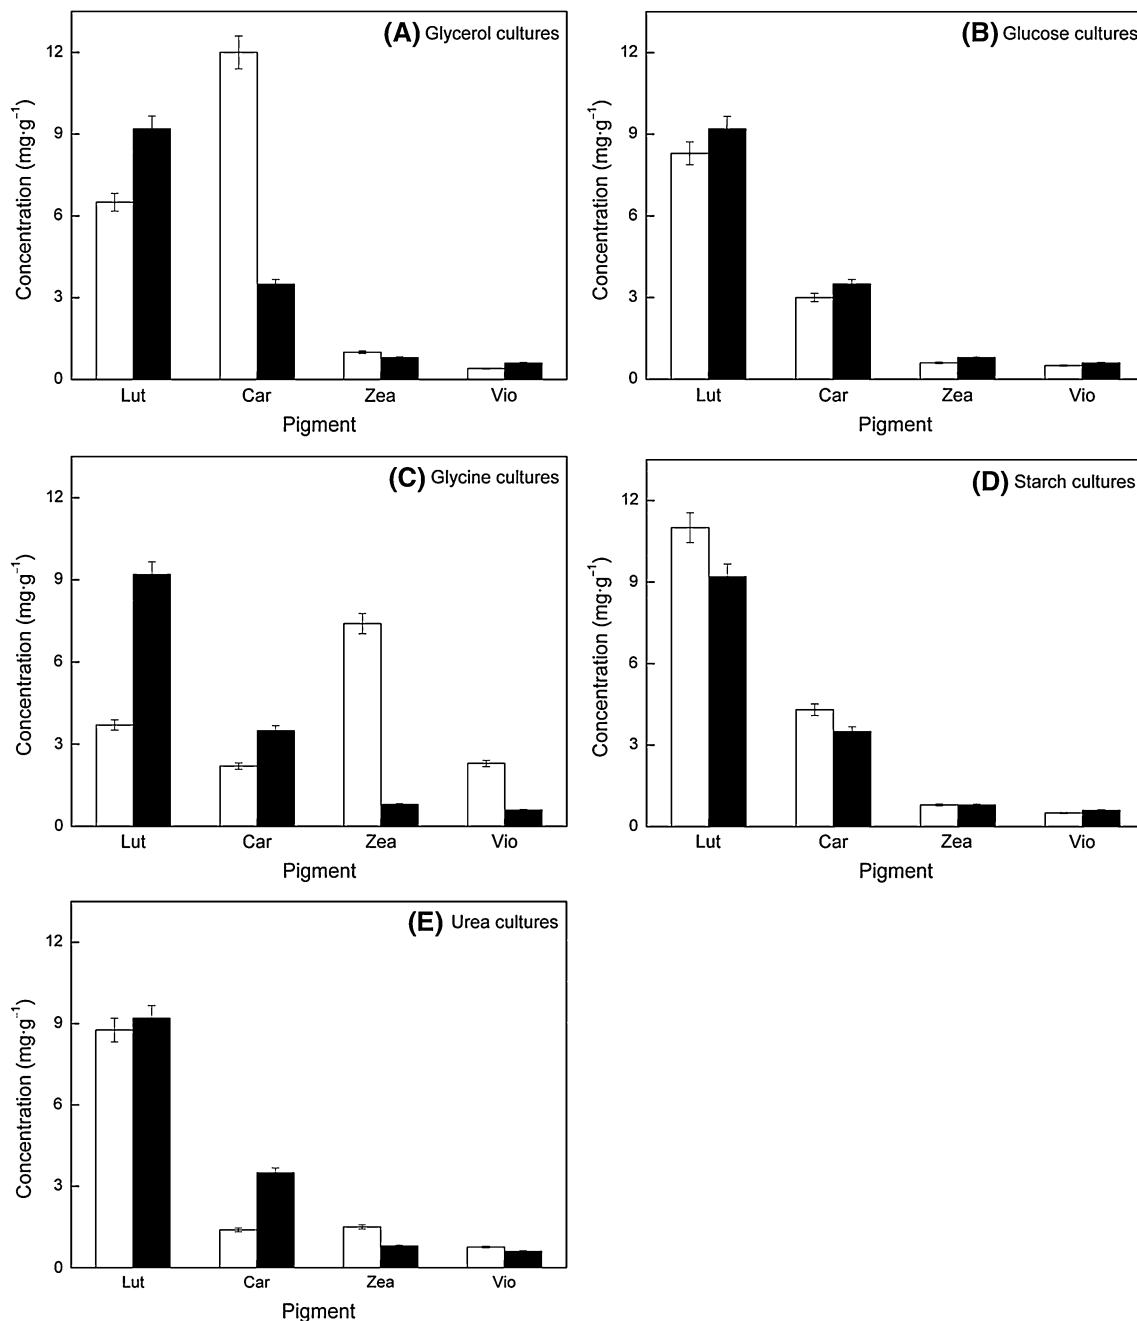 (A) Glycerol cultures
12
9
6
3
0
Concentration (mg·g⁻¹)
Lut Car Zea Vio
Pigment
(B) Glucose cultures
12
9
6
3
0
Concentration (mg·g⁻¹)
Lut Car Zea Vio
Pigment
(C) Glycine cultures
12
9
6
3
0
Concentration (mg·g⁻¹)
Lut Car Zea Vio
Pigment
(D) Starch cultures
12
9
6
3
0
Concentration (mg·g⁻¹)
Lut Car Zea Vio
Pigment
(E) Urea cultures
12
9
6
3
0
Concentration (mg·g⁻¹)
Lut Car Zea Vio
Pigment